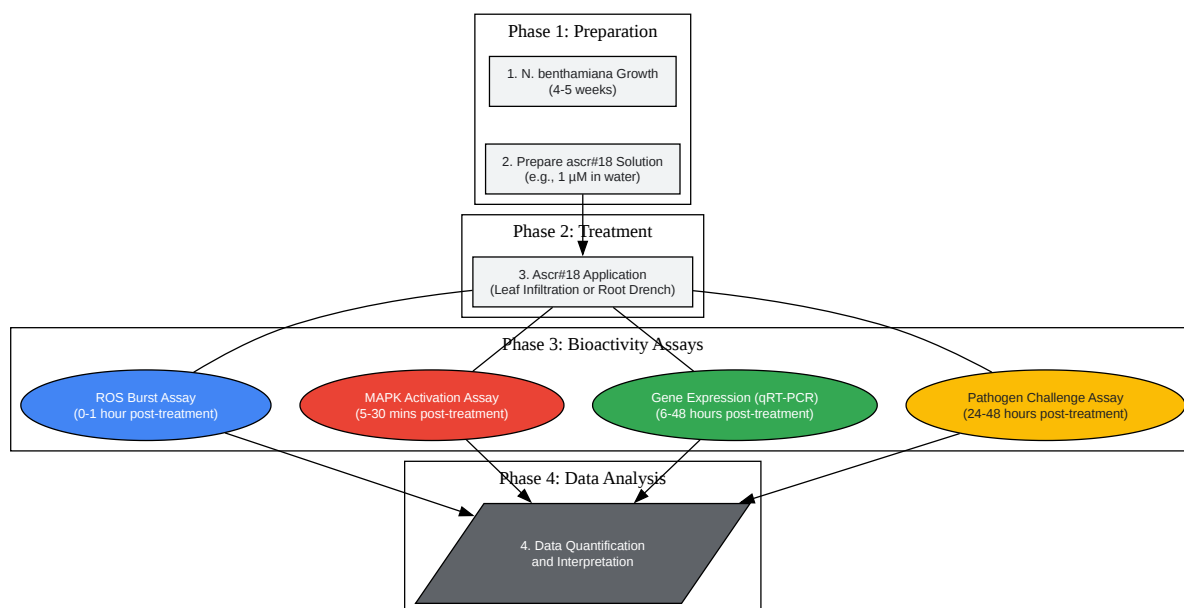 Phase 1: Preparation
1. N. benthamiana Growth
(4-5 weeks)
2. Prepare ascr#18 Solution
(e.g., 1 µM in water)
Phase 2: Treatment
3. Ascr#18 Application
(Leaf Infiltration or Root Drench)
Phase 3: Bioactivity Assays
ROS Burst Assay
(0-1 hour post-treatment)
MAPK Activation Assay
(5-30 mins post-treatment)
Gene Expression (qRT-PCR)
(6-48 hours post-treatment)
Pathogen Challenge Assay
(24-48 hours post-treatment)
Phase 4: Data Analysis
4. Data Quantification
and Interpretation